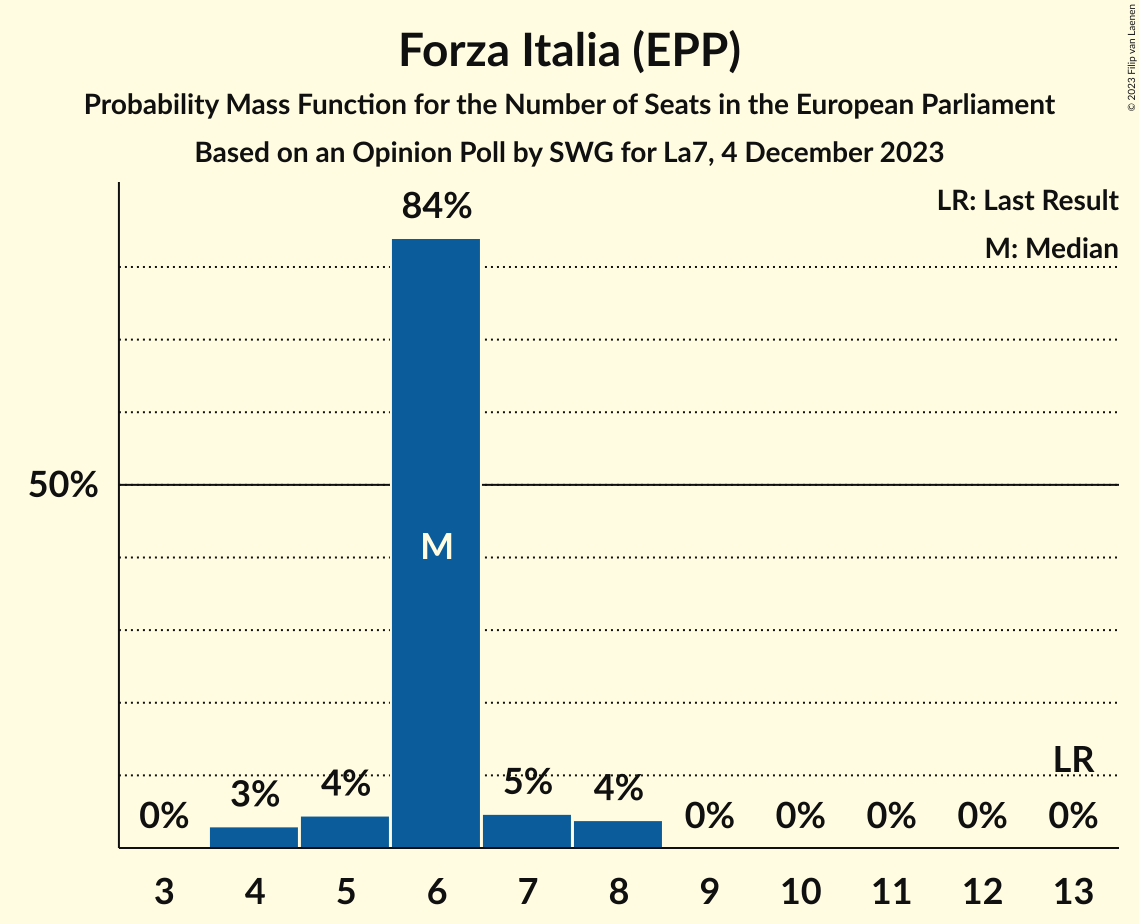 Forza Italia (EPP)
Probability Mass Function for the Number of Seats in the European Parliament
Based on an Opinion Poll by SWG for La7, 4 December 2023
© 2023 Filip van Laenen
LR: Last Result
M: Median
84%
50%
M
LR
0% 3% 4% 5% 4% 0% 0% 0% 0% 0%
3 4 5 6 7 8 9 10 11 12 13